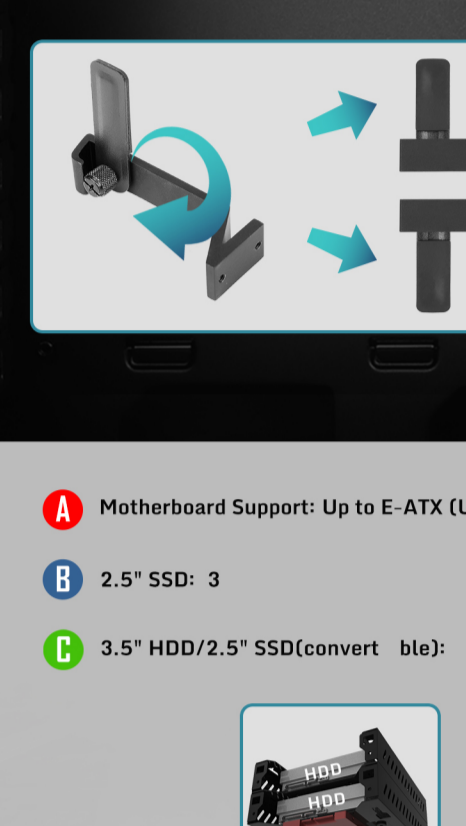 A Motherboard Support: Up to E-ATX (U
B 2.5" SSD: 3
C 3.5" HDD/2.5" SSD(convert ble):
HDD
HDD